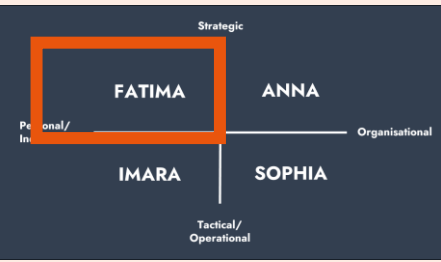 Strategic
FATIMA
ANNA
Organisational
IMARA
SOPHIA
Tactical/
Operational